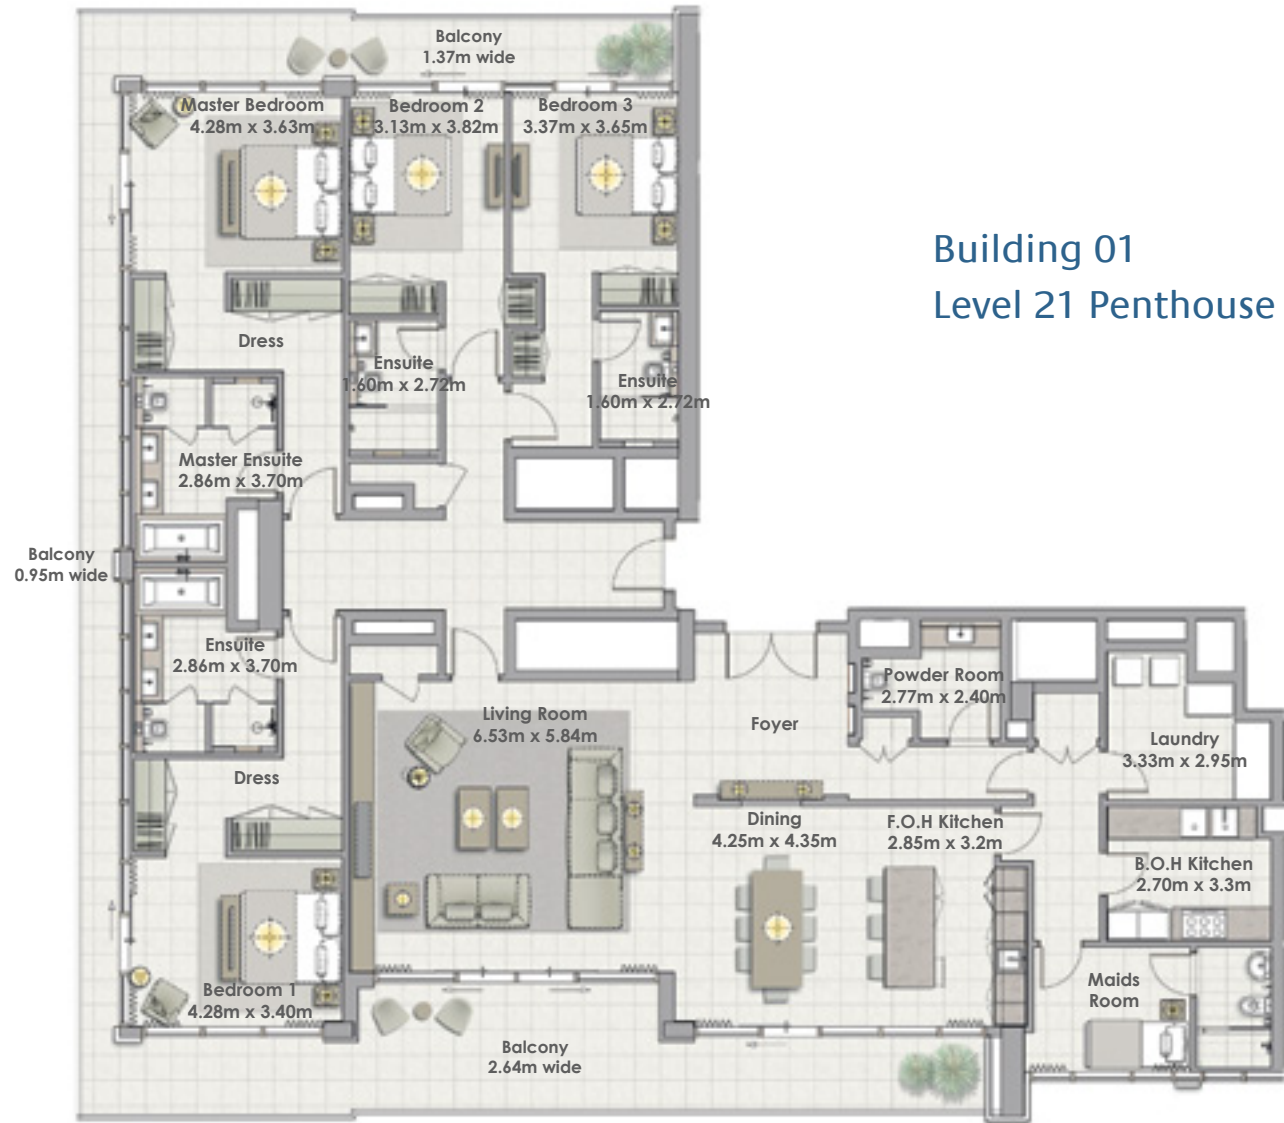 Balcony
1.37m wide
Master Bedroom
4.28m x 3.63m
Bedroom 2
3.13m x 3.82m
Bedroom 3
3.37m x 3.65m
Building 01
Level 21 Penthouse
Dress
Ensuite
1.60m x 2.72m
Ensuite
1.60m x 2.72m
Master Ensuite
2.86m x 3.70m
Balcony
0.95m wide
Ensuite
2.86m x 3.70m
Powder Room
2.77m x 2.40m
Living Room
6.53m x 5.84m
Foyer
Laundry
3.33m x 2.95m
Dress
Dining
4.25m x 4.35m
F.O.H Kitchen
2.85m x 3.2m
B.O.H Kitchen
2.70m x 3.3m
Bedroom 1
4.28m x 3.40m
Maids
Room
Balcony
2.64m wide